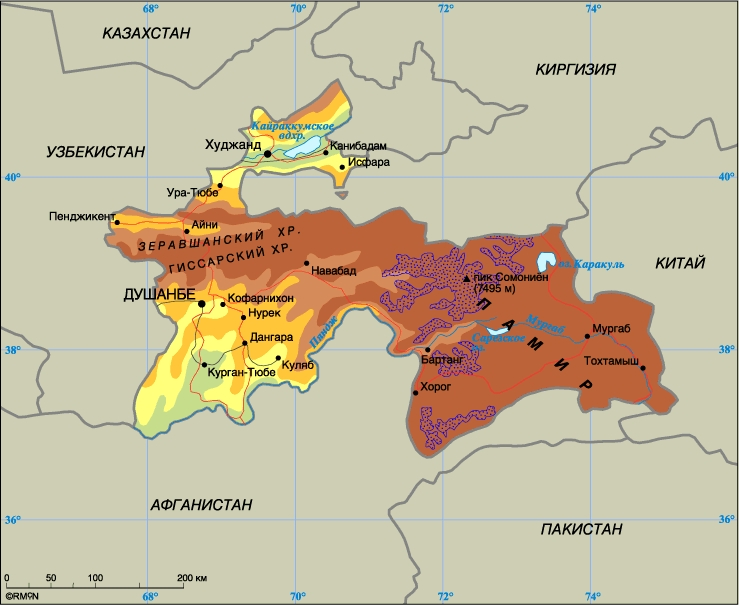 68°
70°
72°
74°
КАЗАХСТАН
КИРГИЗИЯ
Кайраккумское
вдхр.
Худжанд
Канибадам
УЗБЕКИСТАН
Исфара
40°
40°
Ура-Тюбе
Пенджикент
Айни
ЗЕРАВШАНСКИЙ ХР.
ГИССАРСКИЙ ХР.
Навабад
оз. Каракуль
КИТАЙ
пик Сомониён
(7495 м)
ДУШАНБЕ
Кофарнихон
Нурек
ПАМИР
Пяндж
Мургаб
Мургаб
Дангара
Сарезское
38°
38°
Бартанг
Куляб
Курган-Тюбе
Тохтамыш
Хорог
АФГАНИСТАН
36°
36°
ПАКИСТАН
0 50 100 200 км
68°
70°
72°
74°